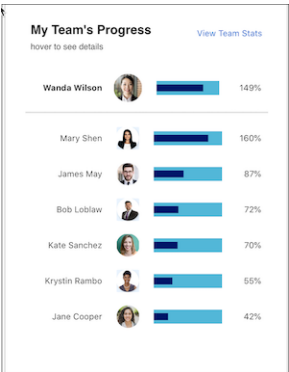 My Team's Progress
View Team Stats
hover to see details
Wanda Wilson 149%
Mary Shen 160%
James May 87%
Bob Loblaw 72%
Kate Sanchez 70%
Krystin Rambo 55%
Jane Cooper 42%